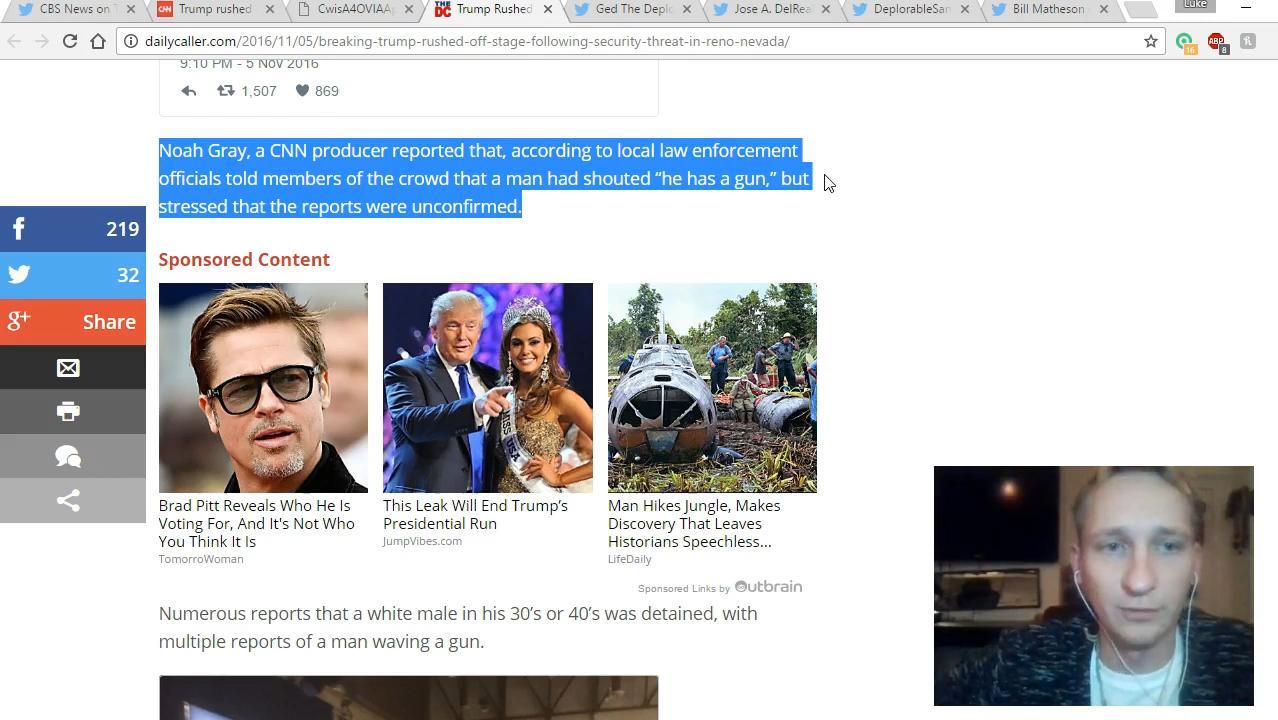 CBS News on T
Trump rushed
CwisA4OVIAA
Trump Rushed
Ged The Deplo
Jose A. DelRea
DeplorableSan
Bill Matheson
Luke
dailycaller.com/2016/11/05/breaking-trump-rushed-off-stage-following-security-threat-in-reno-nevada/
16
ABP
8
9:10 PM - 5 Nov 2016
1,507
869
Noah Gray, a CNN producer reported that, according to local law enforcement
officials told members of the crowd that a man had shouted “he has a gun,” but
stressed that the reports were unconfirmed.
219
32
Share
Sponsored Content
Brad Pitt Reveals Who He Is
Voting For, And It's Not Who
You Think It Is
TomorroWoman
This Leak Will End Trump’s
Presidential Run
JumpVibes.com
Man Hikes Jungle, Makes
Discovery That Leaves
Historians Speechless...
LifeDaily
Sponsored Links by Outbrain
Numerous reports that a white male in his 30’s or 40’s was detained, with
multiple reports of a man waving a gun.